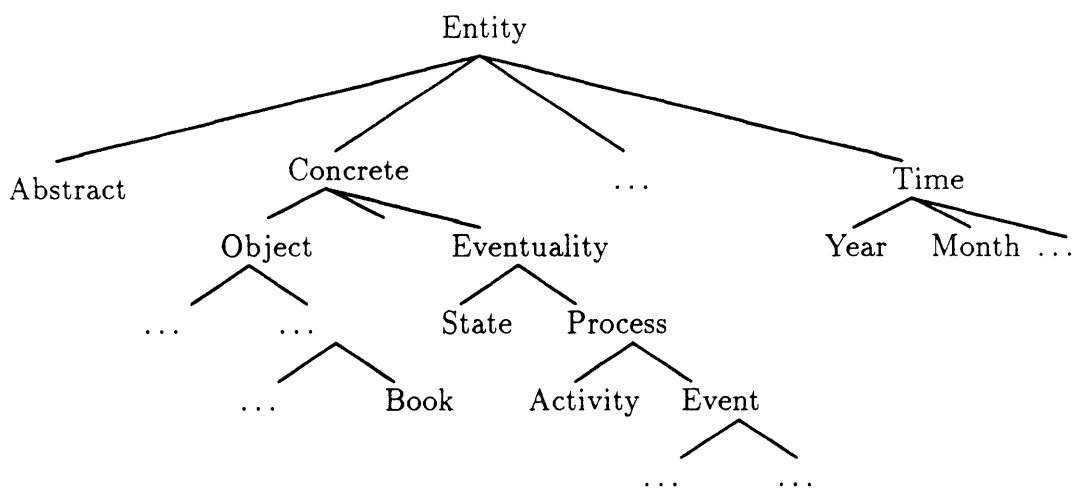 Entity
Abstract Concrete ... Time
Object Eventuality Year Month ...
... ... State Process
... Book Activity Event
... ...